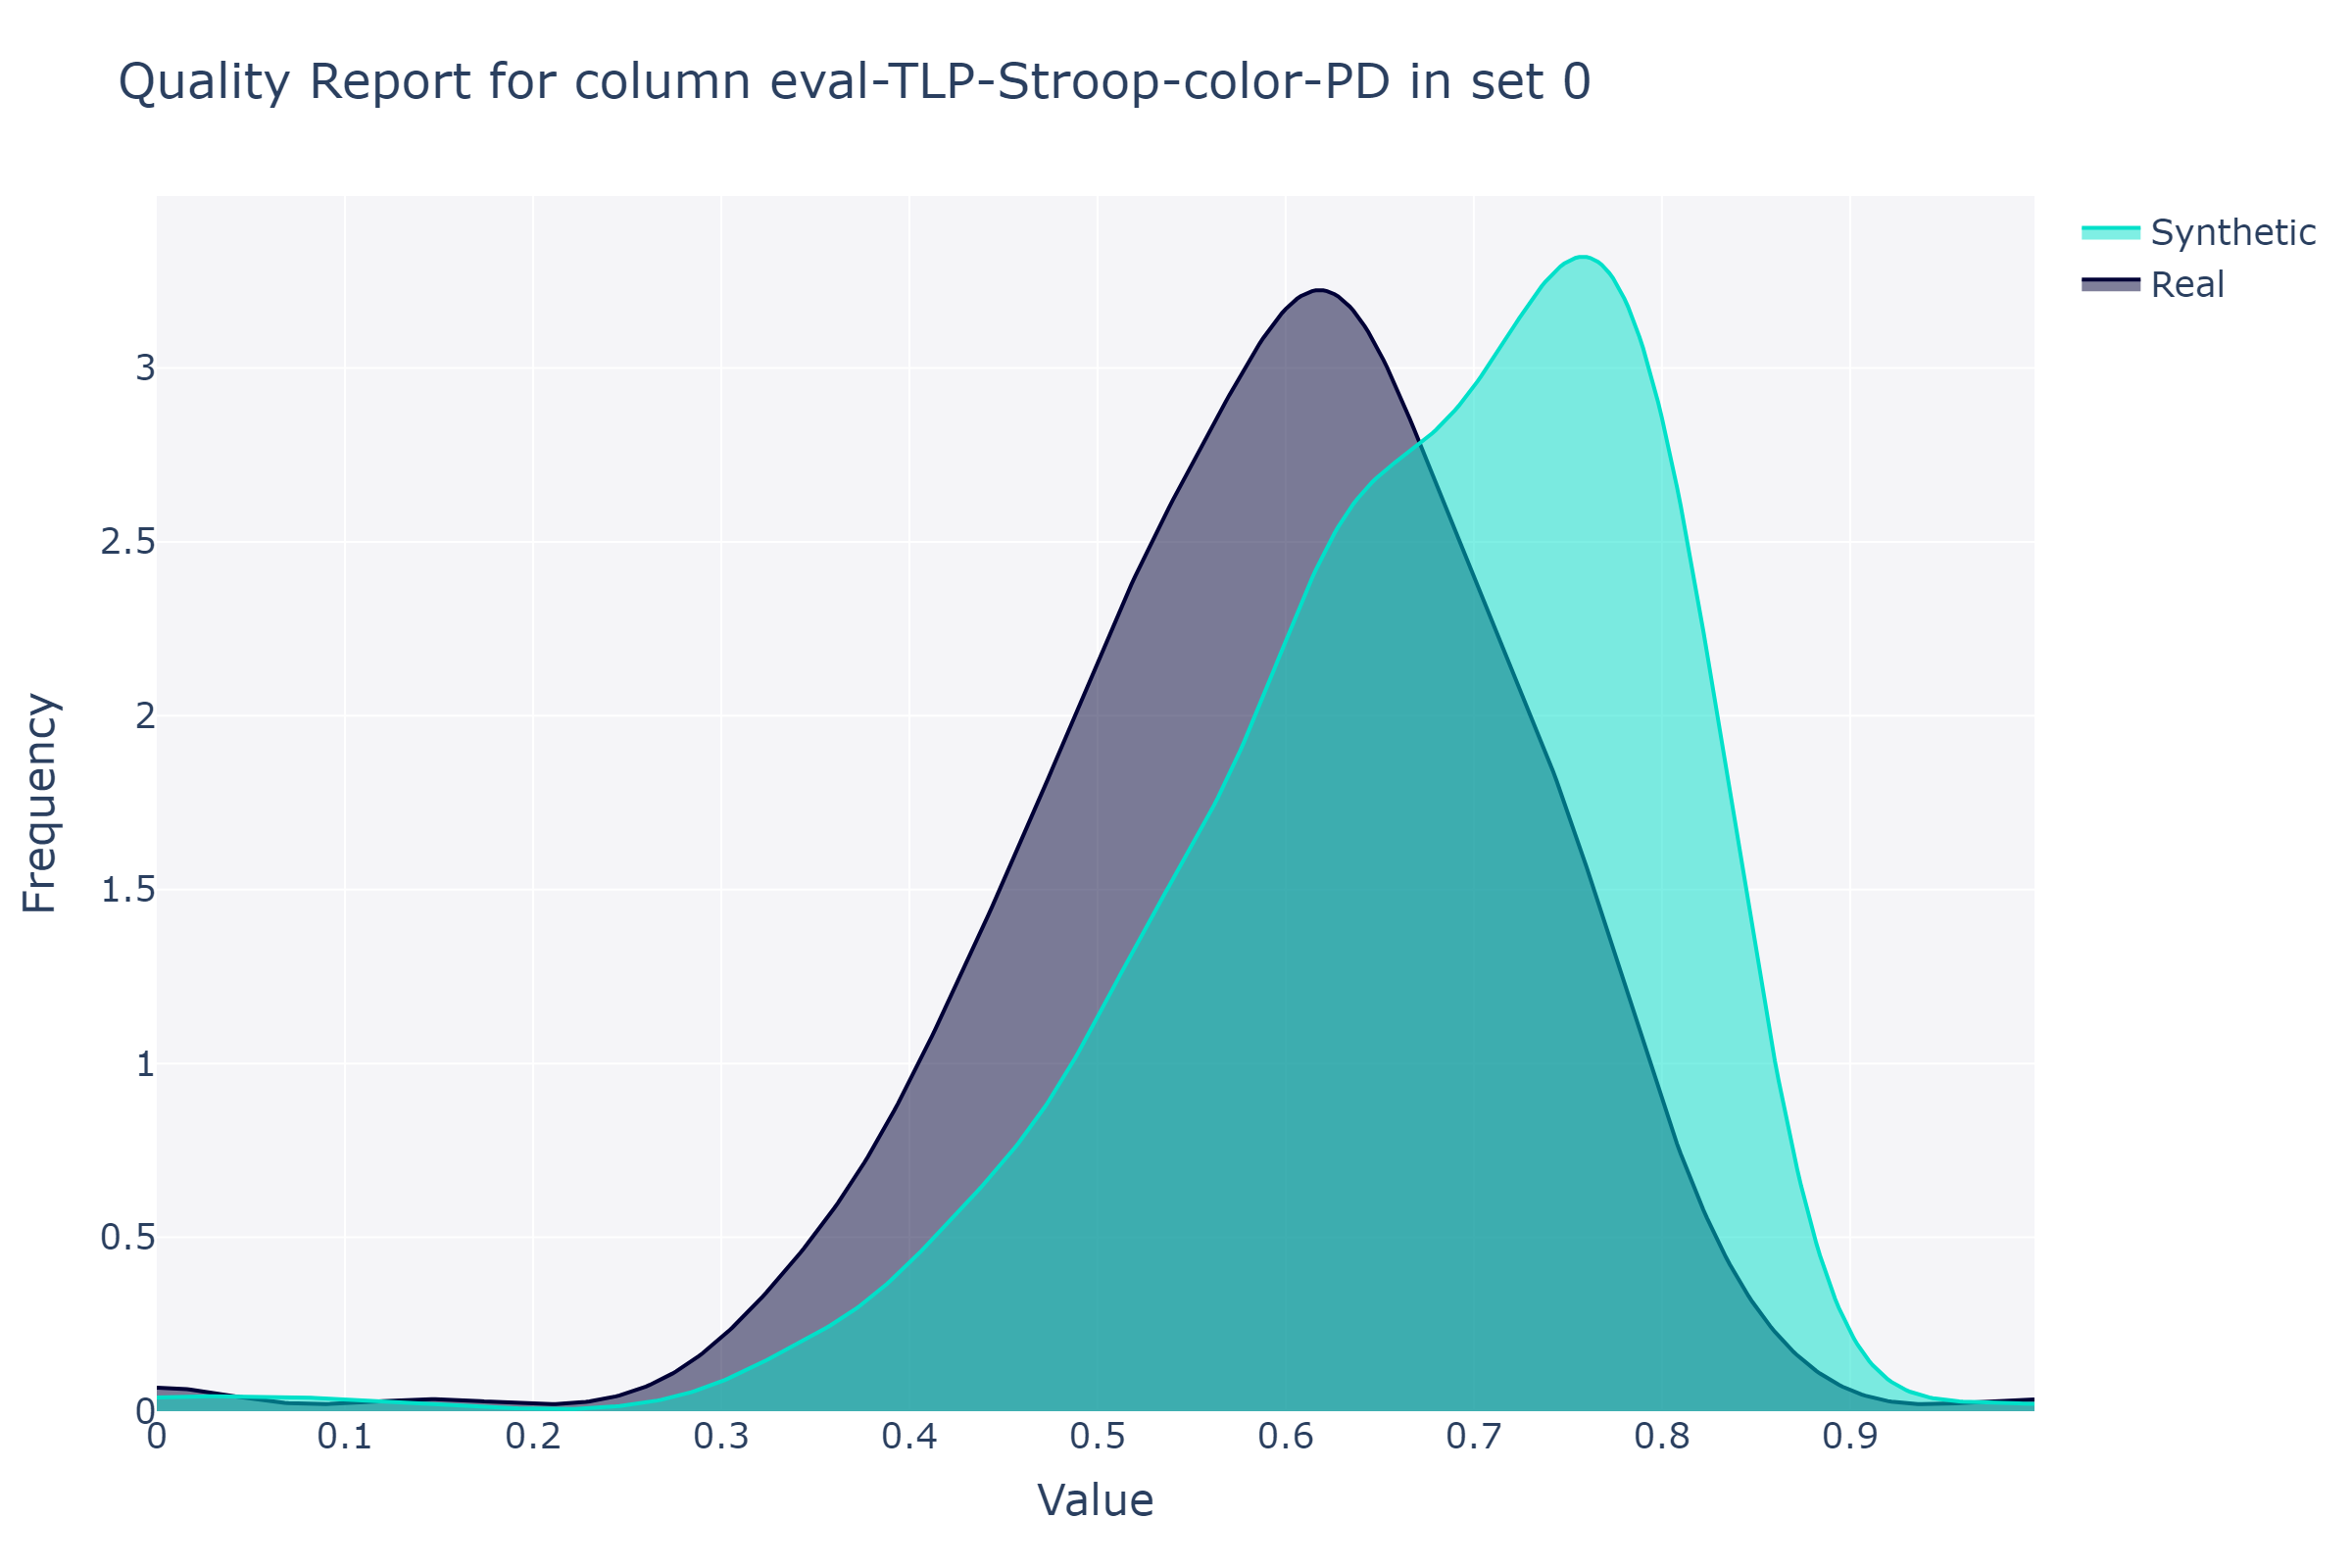 Quality Report for column eval-TLP-Stroop-color-PD in set 0
Synthetic
Real
Frequency
3
2.5
2
1.5
1
0.5
0
0 0.1 0.2 0.3 0.4 0.5 0.6 0.7 0.8 0.9
Value